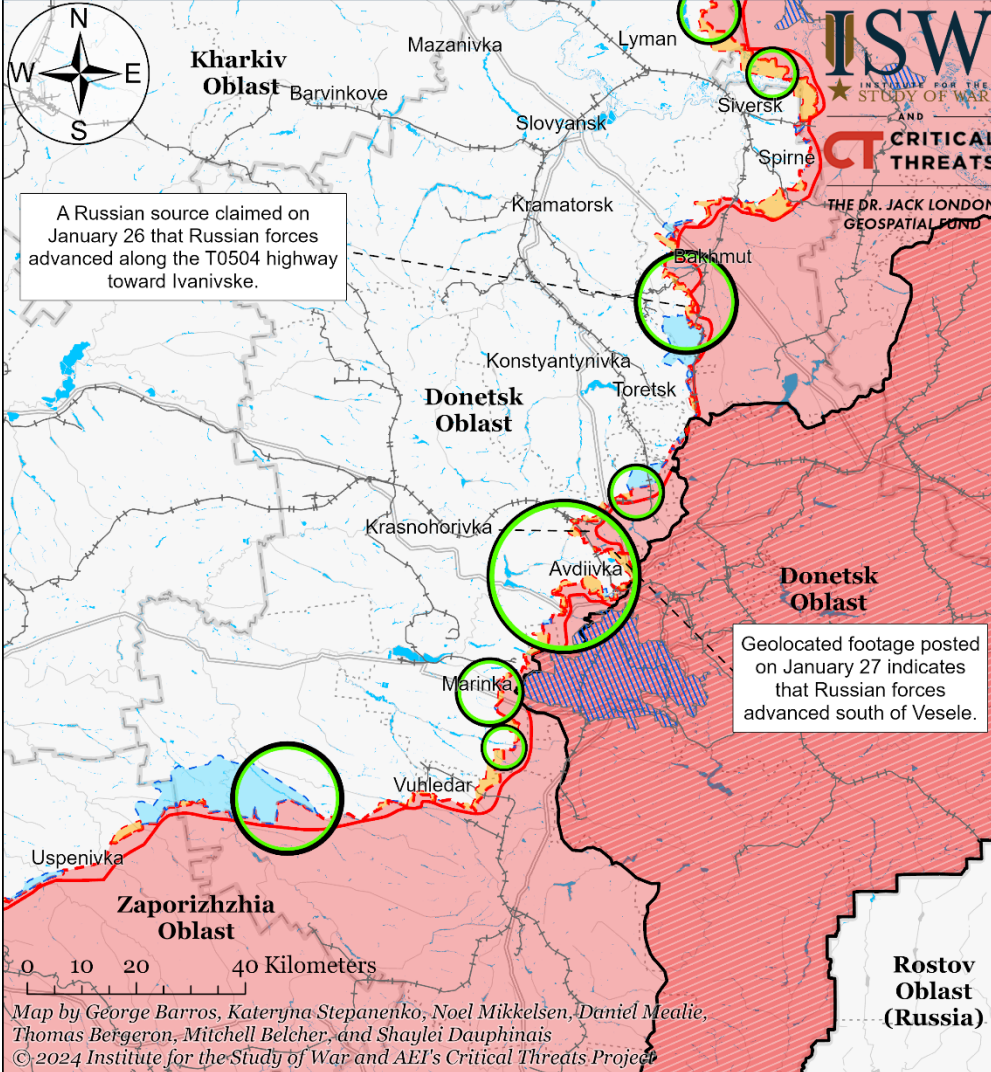 N
W
E
S
Kharkiv
Oblast
Mazanivka
Lyman
ISW
INSTITUTE FOR THE
STUDY OF WAR
AND
CT CRITICAL
THREATS
THE DR. JACK LONDON
GEOSPATIAL FUND
Barvinkove
Slovyansk
Siversk
Spirne
A Russian source claimed on
January 26 that Russian forces
advanced along the T0504 highway
toward Ivanivske.
Kramatorsk
Bakhmut
Konstyantynivka
Donetsk
Oblast
Toretsk
Krasnohorivka
Avdiivka
Donetsk
Oblast
Geolocated footage posted
on January 27 indicates
that Russian forces
advanced south of Vesele.
Marinka
Vuhledar
Uspenivka
Zaporizhzhia
Oblast
0 10 20 40 Kilometers
Rostov
Oblast
(Russia)
Map by George Barros, Kateryna Stepanenko, Noel Mikkelsen, Daniel Mealie,
Thomas Bergeron, Mitchell Belcher, and Shaylei Dauphinais
© 2024 Institute for the Study of War and AEI's Critical Threats Project